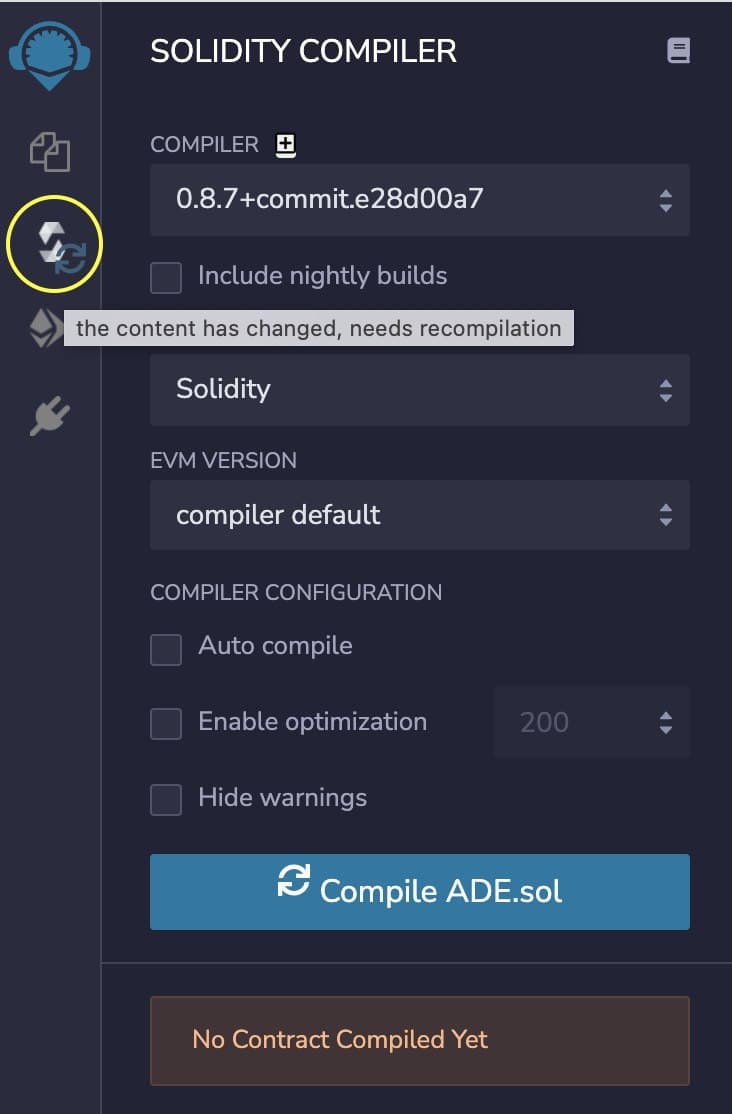 SOLIDITY COMPILER
COMPILER
0.8.7+commit.e28d00a7
Include nightly builds
the content has changed, needs recompilation
Solidity
EVM VERSION
compiler default
COMPILER CONFIGURATION
Auto compile
Enable optimization 200
Hide warnings
Compile ADE.sol
No Contract Compiled Yet